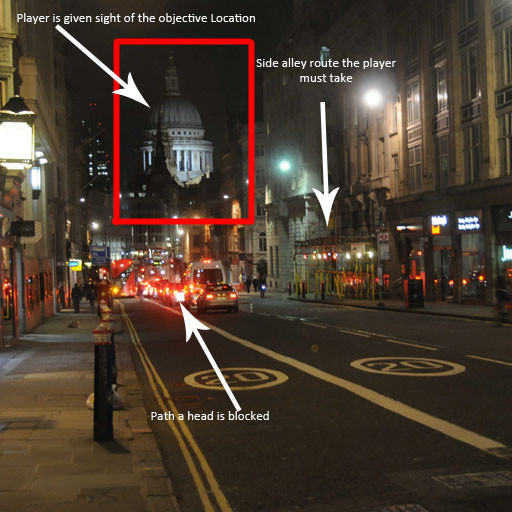 Player is given sight of the objective Location
Side alley route the player
must take
Path a head is blocked
20
20